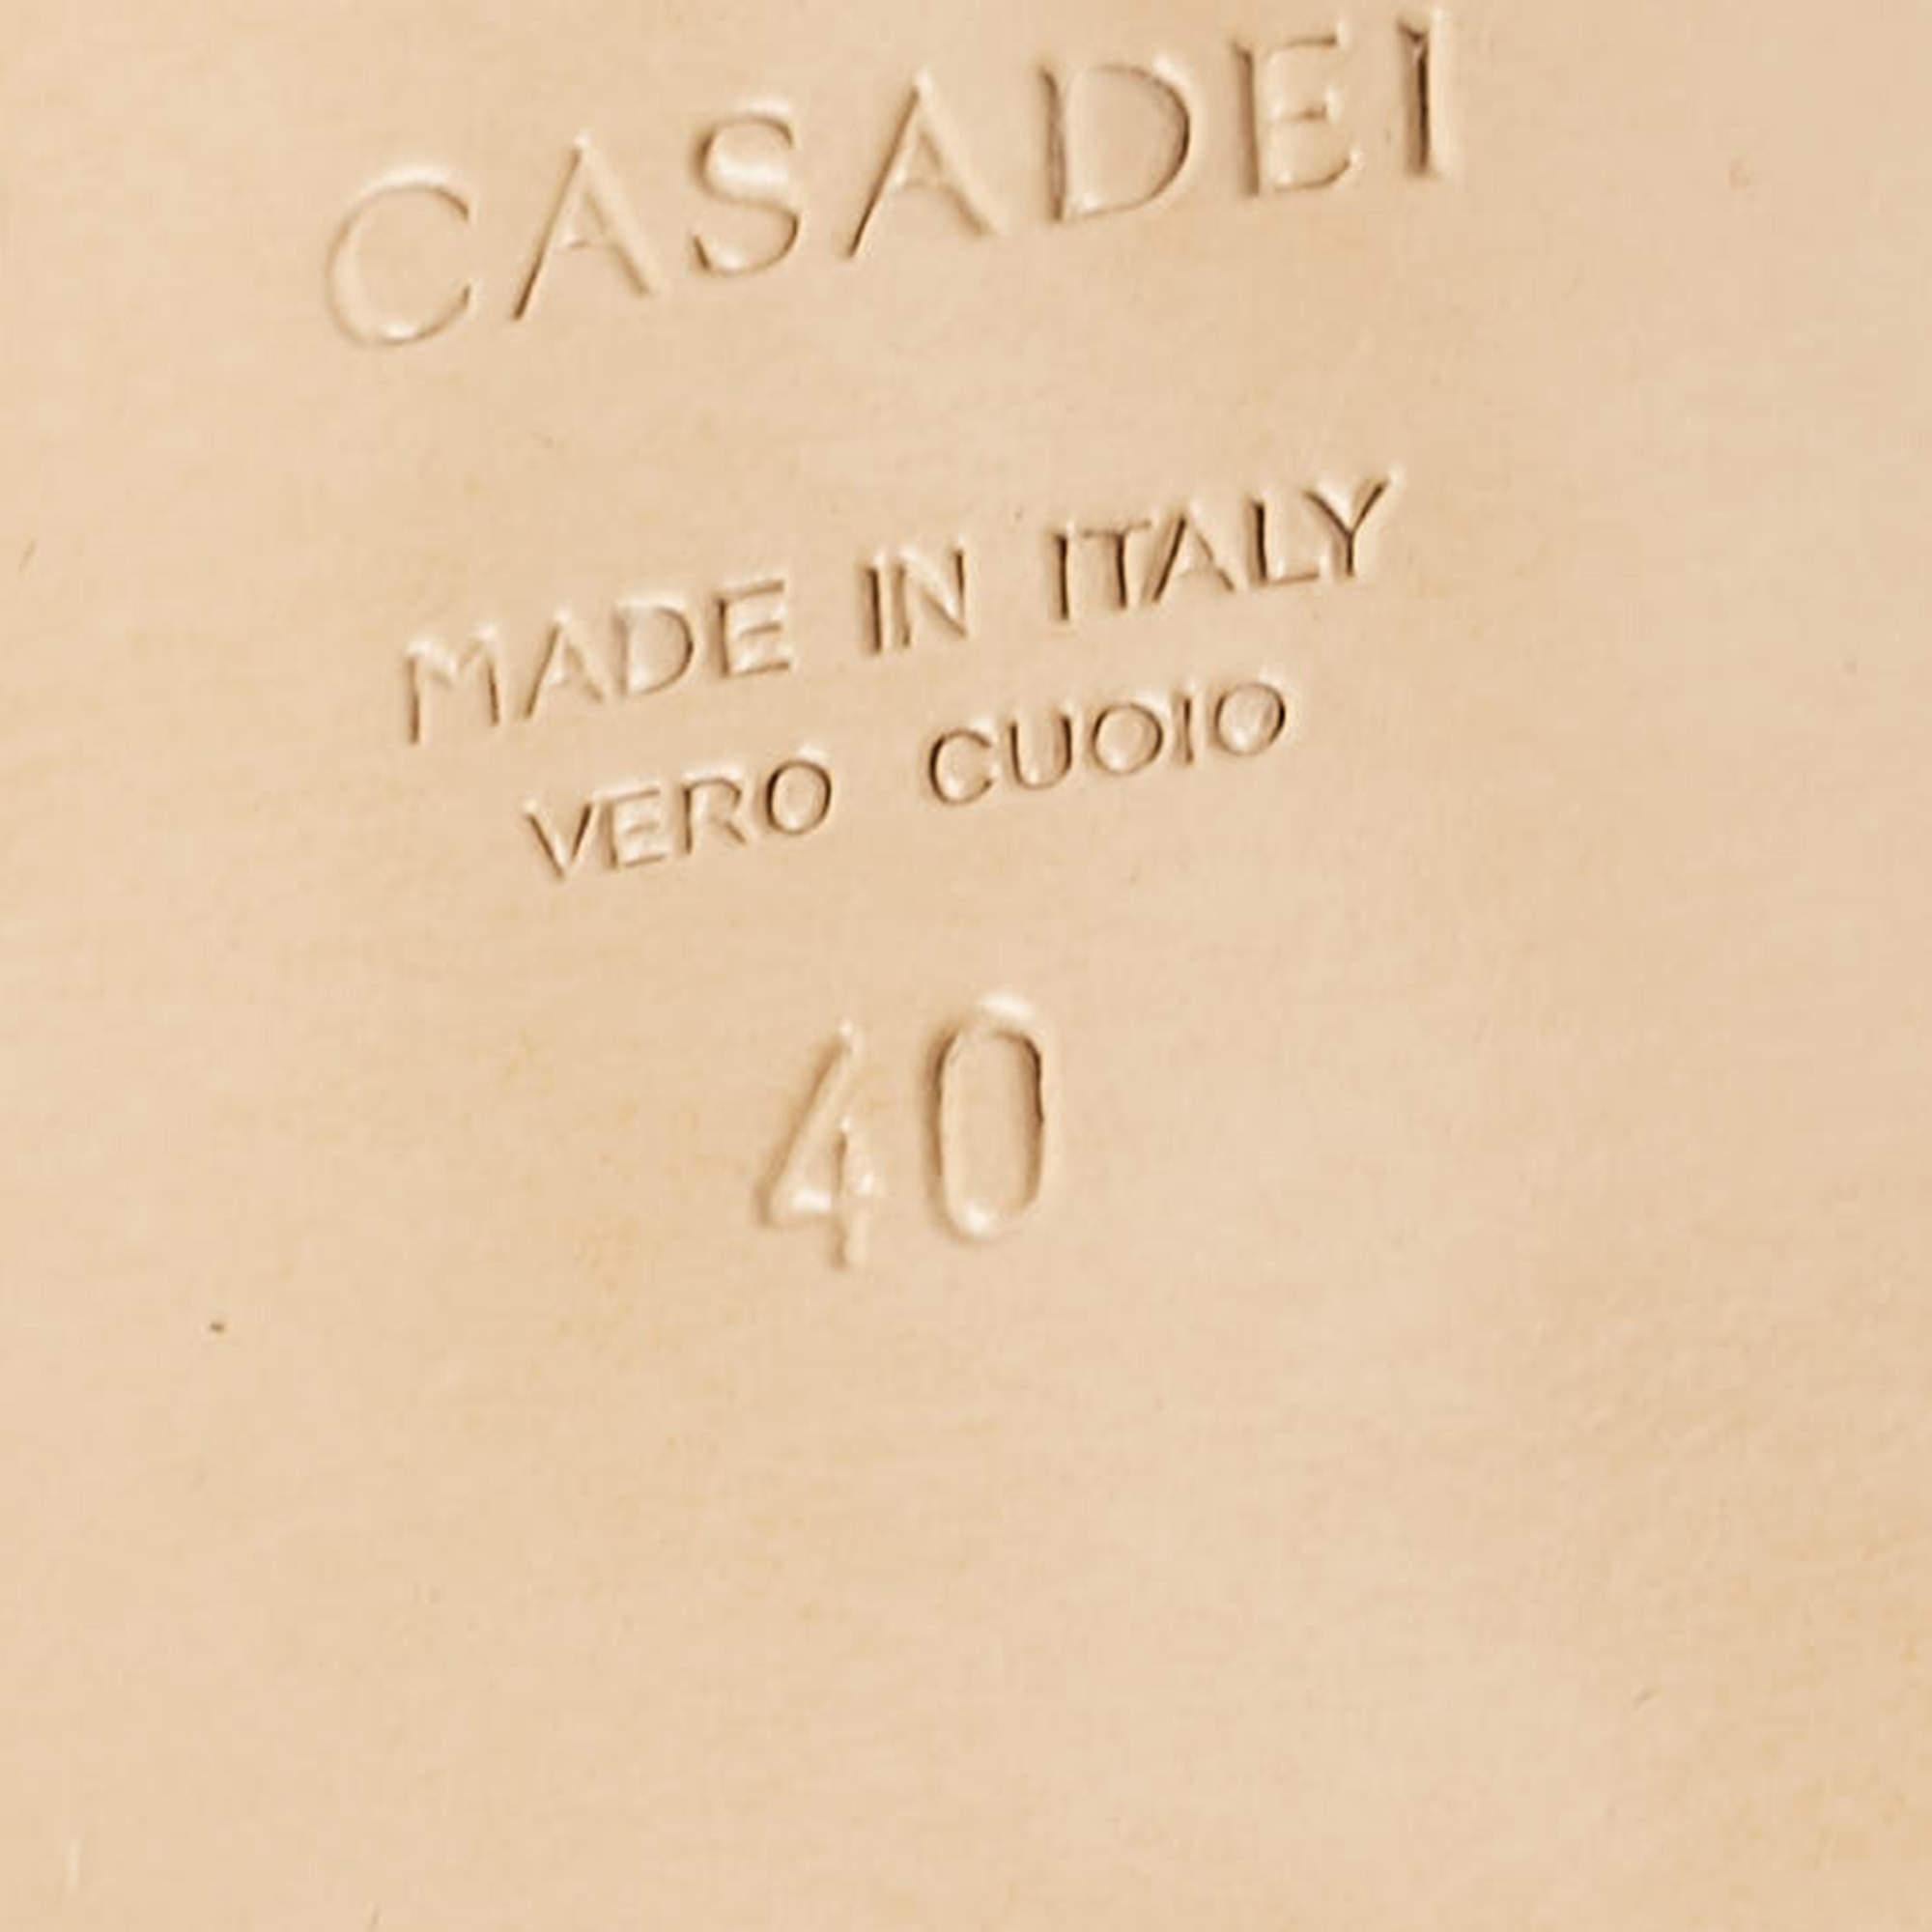 CASADEI
MADE IN ITALY
VERO CUOIO
40